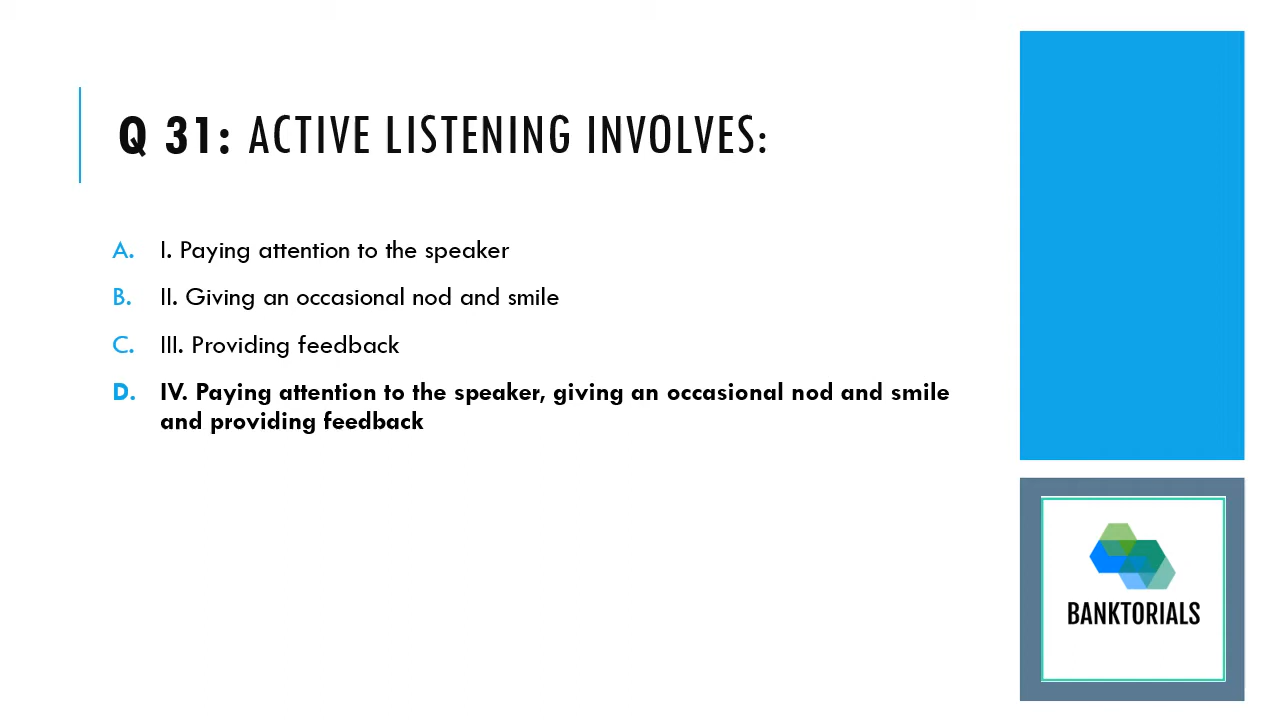 Q 31: ACTIVE LISTENING INVOLVES:
A. I. Paying attention to the speaker
B. II. Giving an occasional nod and smile
C. III. Providing feedback
D. IV. Paying attention to the speaker, giving an occasional nod and smile
and providing feedback
BANKTORIALS